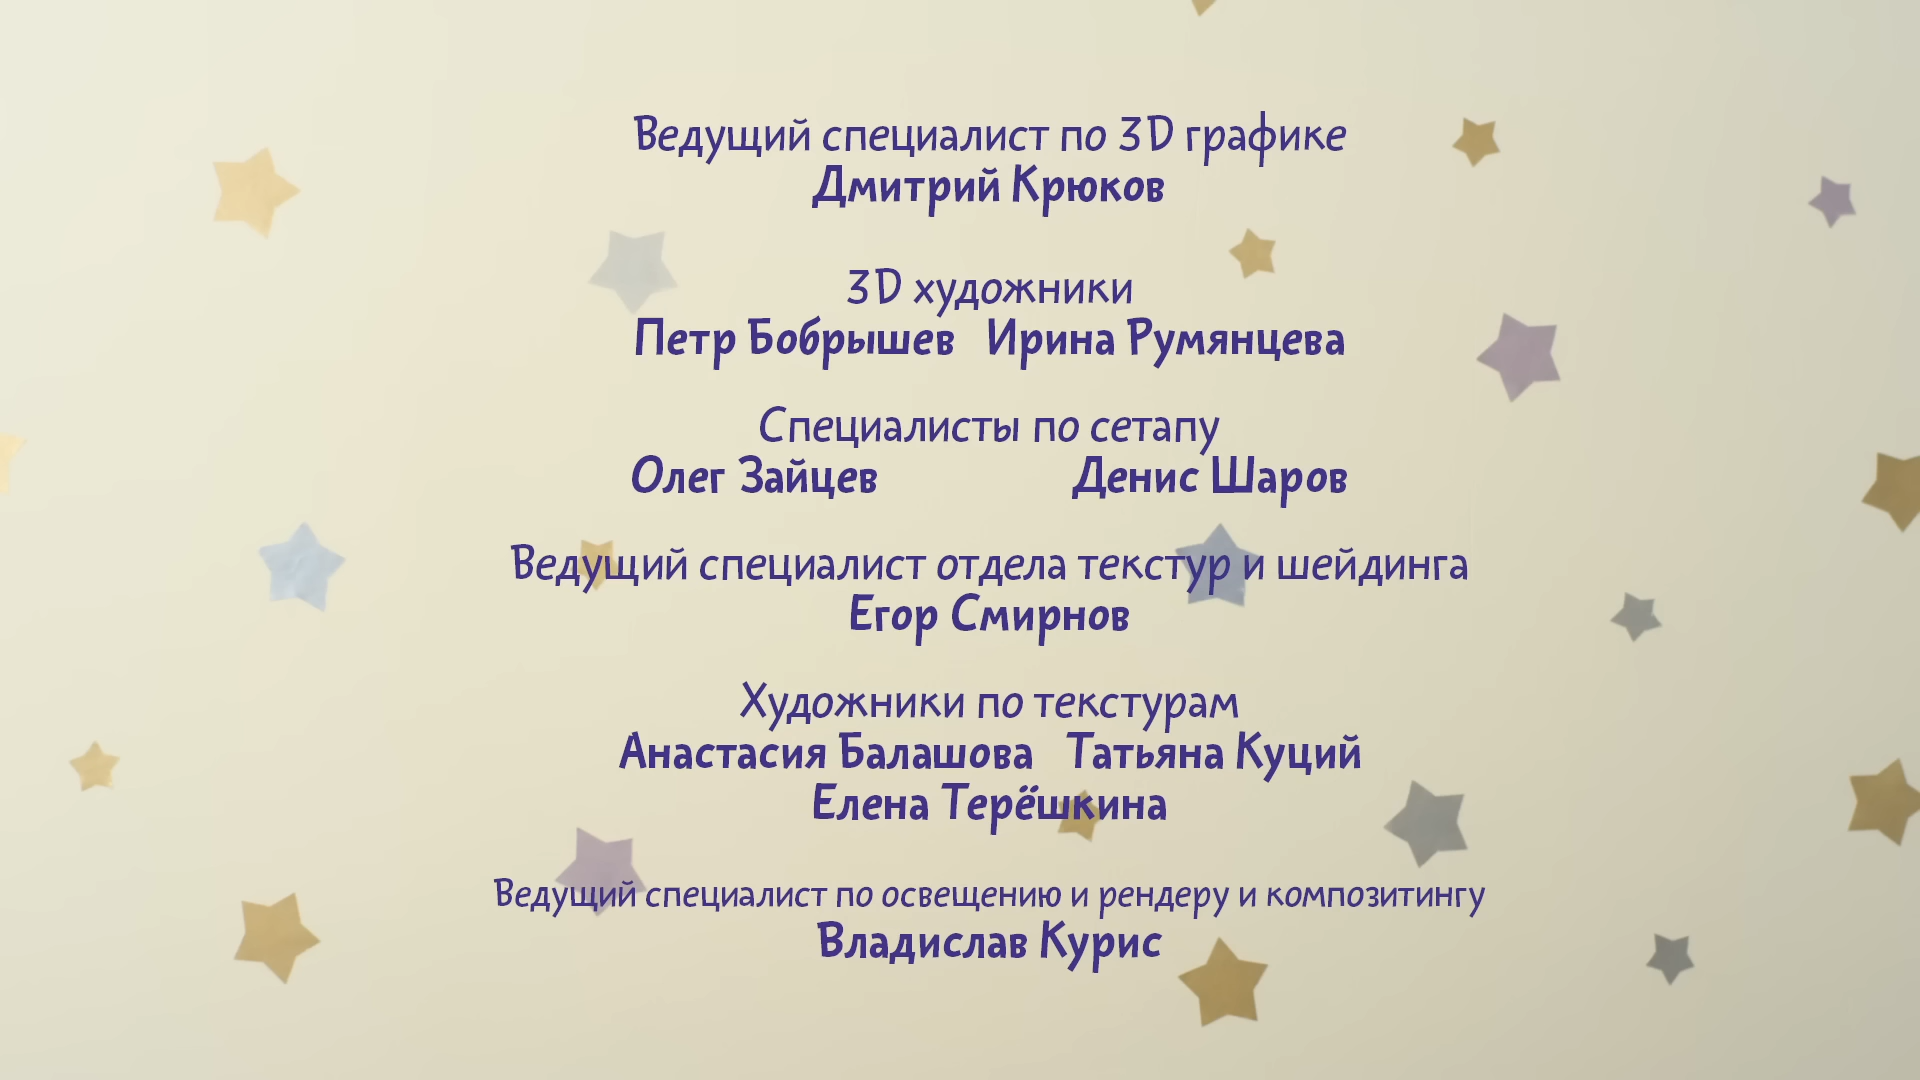 Ведущий специалист по 3D графике
Дмитрий Крюков
3D художники
Петр Бобрышев Ирина Румянцева
Специалисты по сетапу
Олег Зайцев Денис Шаров
Ведущий специалист отдела текстур и шейдинга
Егор Смирнов
Художники по текстурам
Анастасия Балашова Татьяна Куций
Елена Терёшкина
Ведущий специалист по освещению и рендеру и композитингу
Владислав Курис